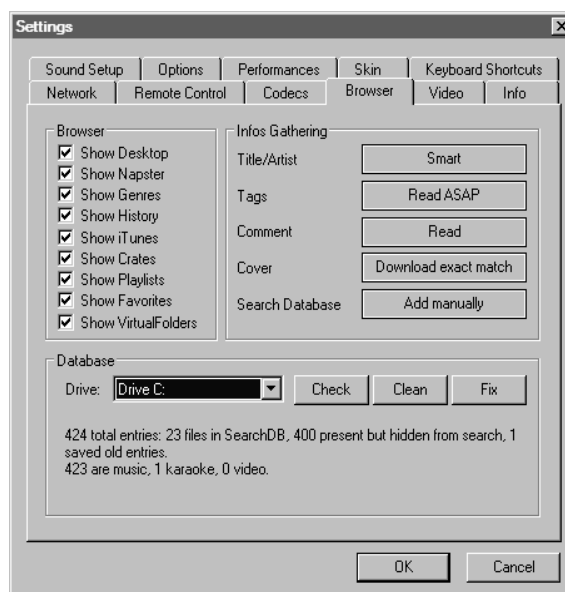 Settings
Sound Setup Options Performances Skin Keyboard Shortcuts
Network Remote Control Codecs Browser Video Info
Browser
Show Desktop
Show Napster
Show Genres
Show History
Show iTunes
Show Crates
Show Playlists
Show Favorites
Show VirtualFolders
Infos Gathering
Title/Artist Smart
Tags Read ASAP
Comment Read
Cover Download exact match
Search Database Add manually
Database
Drive: Drive C: Check Clean Fix
424 total entries: 23 files in SearchDB, 400 present but hidden from search, 1
saved old entries.
423 are music, 1 karaoke, 0 video.
OK Cancel